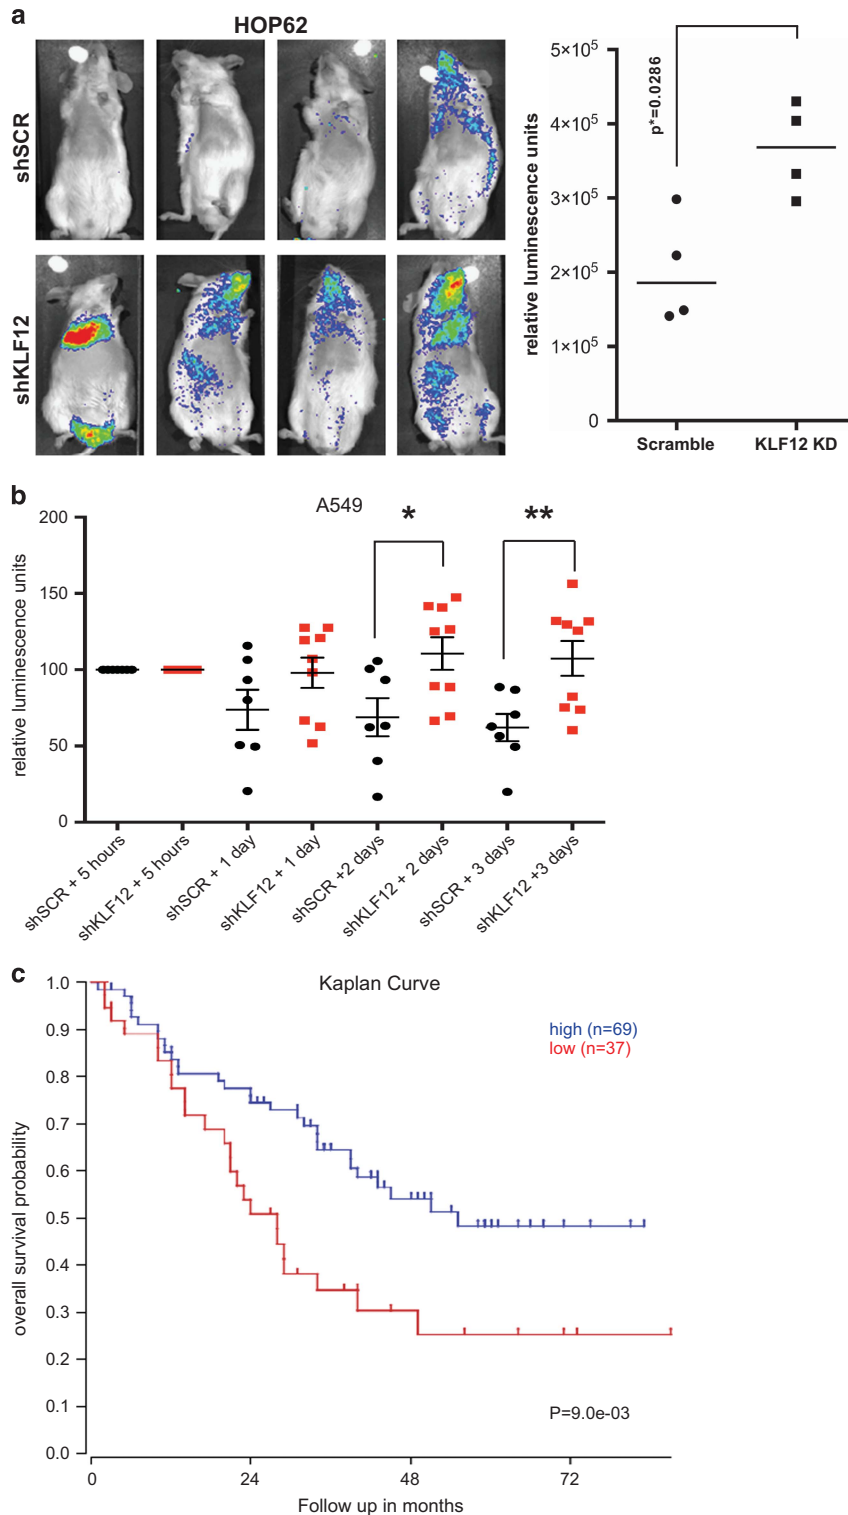 a
HOP62
shSCR
shKLF12
relative luminescence units
5×10⁵
4×10⁵
3×10⁵
2×10⁵
1×10⁵
0
p*=0.0286
Scramble
KLF12 KD
b
A549
relative luminescence units
200
150
100
50
0
*
**
shSCR + 5 hours
shKLF12 + 5 hours
shSCR + 1 day
shKLF12 + 1 day
shSCR +2 days
shKLF12 + 2 days
shSCR + 3 days
shKLF12 +3 days
c
Kaplan Curve
high (n=69)
low (n=37)
overall survival probability
1.0
0.9
0.8
0.7
0.6
0.5
0.4
0.3
0.2
0.1
0.0
P=9.0e-03
0
24
48
72
Follow up in months